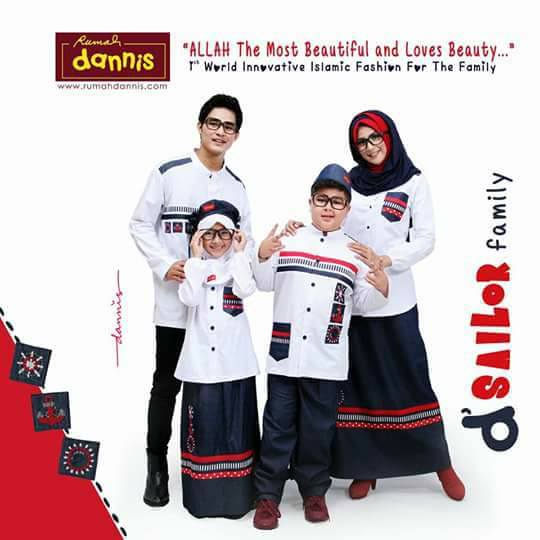 Rumah
dannis
www.rumahdannis.com
"ALLAH The Most Beautiful and Loves Beauty..."
1st World Innovative Islamic Fashion For The Family
dannis
d'SAILOR family